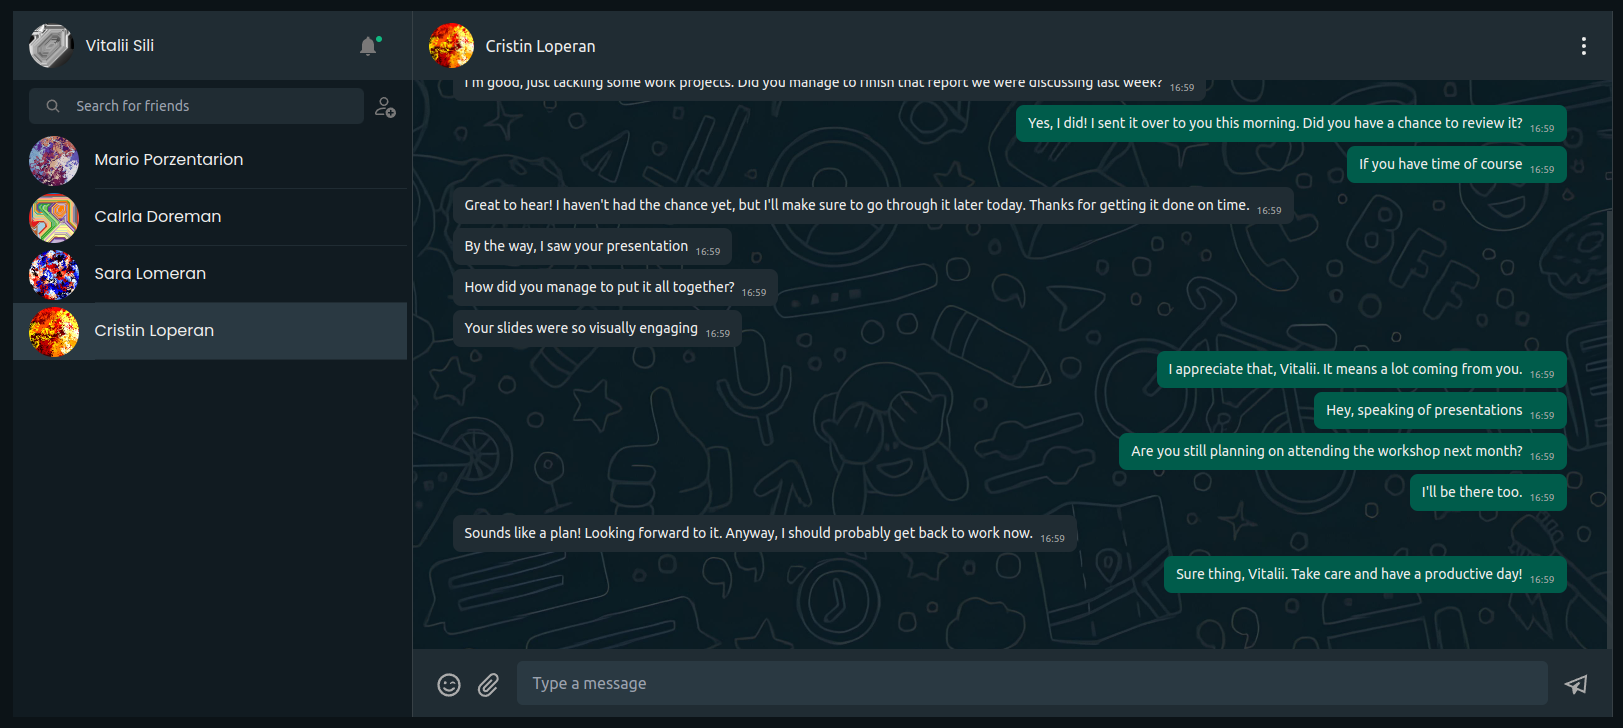 Vitalii Sili
Search for friends
Mario Porzentarion
Calrla Doreman
Sara Lomeran
Cristin Loperan
Cristin Loperan
I'm good, just tackling some work projects. Did you manage to finish that report we were discussing last week? 16:59
Yes, I did! I sent it over to you this morning. Did you have a chance to review it? 16:59
If you have time of course 16:59
Great to hear! I haven't had the chance yet, but I'll make sure to go through it later today. Thanks for getting it done on time. 16:59
By the way, I saw your presentation 16:59
How did you manage to put it all together? 16:59
Your slides were so visually engaging 16:59
I appreciate that, Vitalii. It means a lot coming from you. 16:59
Hey, speaking of presentations 16:59
Are you still planning on attending the workshop next month? 16:59
I'll be there too. 16:59
Sounds like a plan! Looking forward to it. Anyway, I should probably get back to work now. 16:59
Sure thing, Vitalii. Take care and have a productive day! 16:59
Type a message